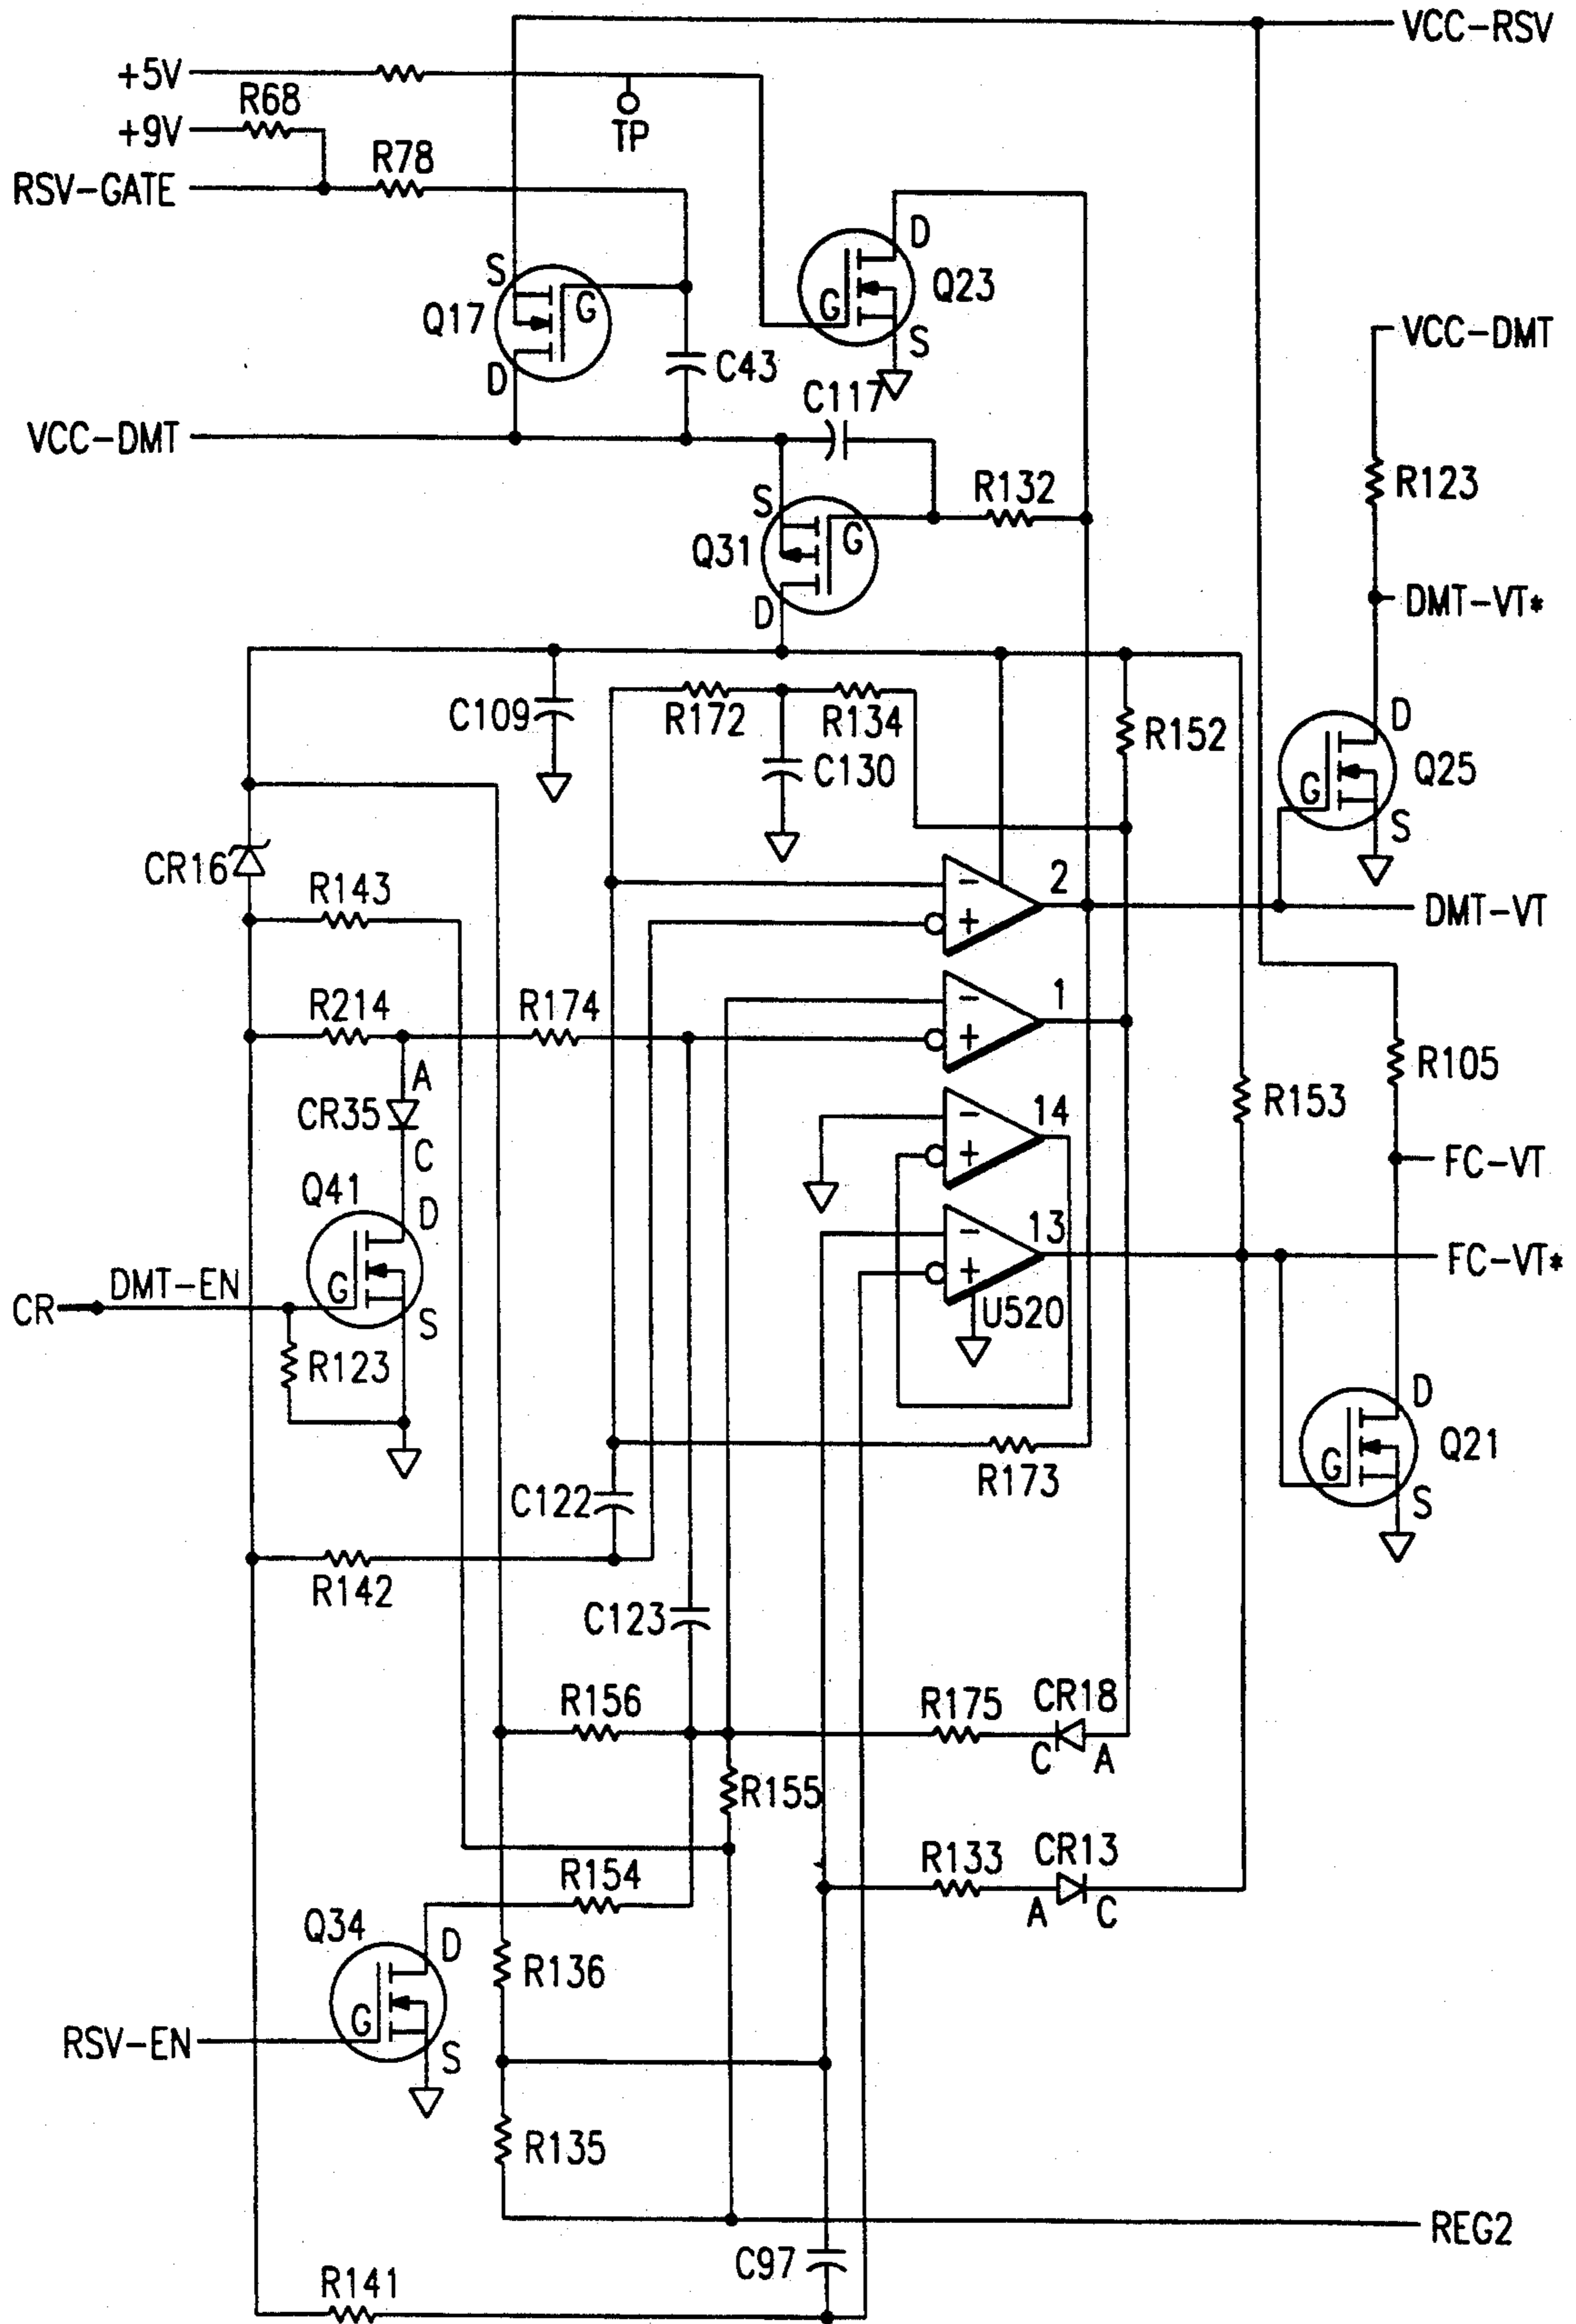 VCC-RSV
+5V
R68
+9V
TP
R78
RSV-GATE
S
D
Q17
G
G
Q23
S
D
C43
VCC-DMT
C117
VCC-DMT
S
R132
R123
Q31
G
D
DMT-VT*
C109
R172
R134
R152
D
C130
G
Q25
S
CR16
R143
-
2
+
DMT-VT
R214
R174
-
1
+
A
CR35
C
R105
-
14
+
R153
Q41
D
FC-VT
DMT-EN
G
-
13
+
FC-VT*
CR
S
U520
R123
D
Q21
G
R173
C122
S
R142
C123
R156
R175
CR18
C
A
R155
R133
CR13
R154
A
C
Q34
D
R136
G
RSV-EN
S
R135
REG2
C97
R141